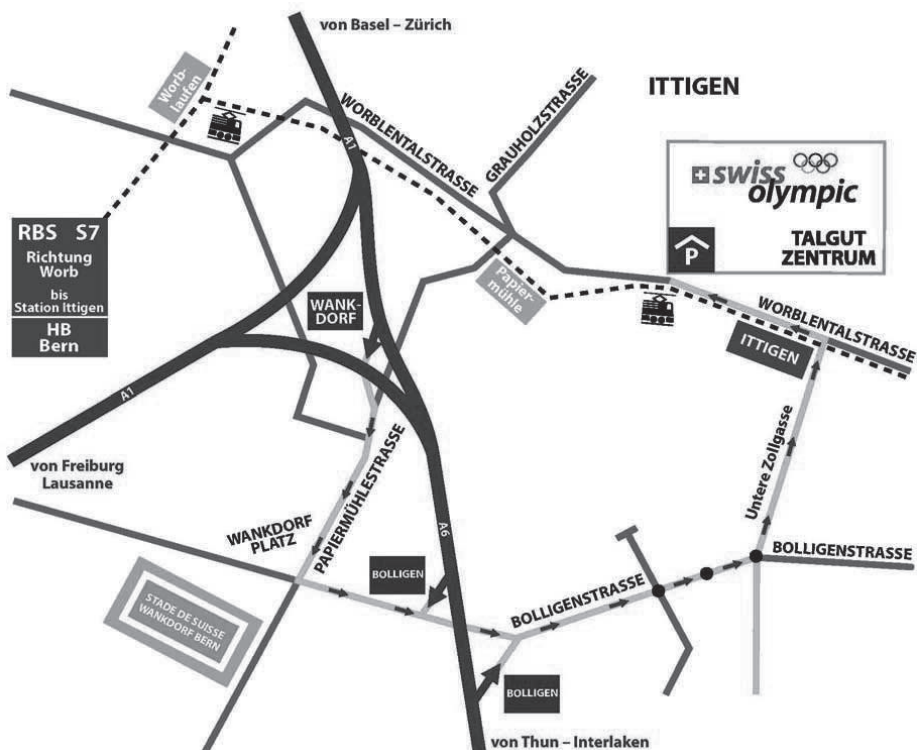 von Basel – Zürich
Worb-
laufen
A1
WORBLENTALSTRASSE
GRAUHOLZSTRASSE
ITTIGEN
swiss
olympic
P
TALGUT
ZENTRUM
RBS S7
Richtung
Worb
bis
Station Ittigen
HB
Bern
WANK-
DORF
Papier-
mühle
WORBLENTALSTRASSE
ITTIGEN
A1
von Freiburg
Lausanne
PAPIERMÜHLESTRASSE
A6
Untere Zollgasse
WANKDORF
PLATZ
BOLLIGEN
BOLLIGENSTRASSE
BOLLIGENSTRASSE
STADE DE SUISSE
WANKDORF BERN
BOLLIGEN
von Thun – Interlaken